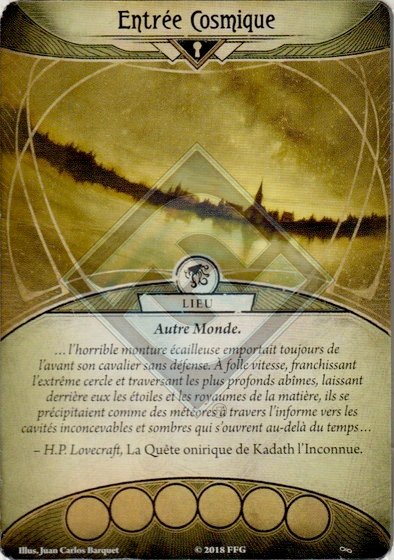 Entrée Cosmique
LIEU
Autre Monde.
…l'horrible monture écailleuse emportait toujours de
l'avant son cavalier sans défense. À folle vitesse, franchissant
l'extrême cercle et traversant les plus profonds abîmes, laissant
derrière eux les étoiles et les royaumes de la matière, ils se
précipitaient comme des météores à travers l'informe vers les
cavités inconcevables et sombres qui s'ouvrent au-delà du temps…
– H.P. Lovecraft, La Quête onirique de Kadath l'Inconnue.
Illus. Juan Carlos Barquet
© 2018 FFG